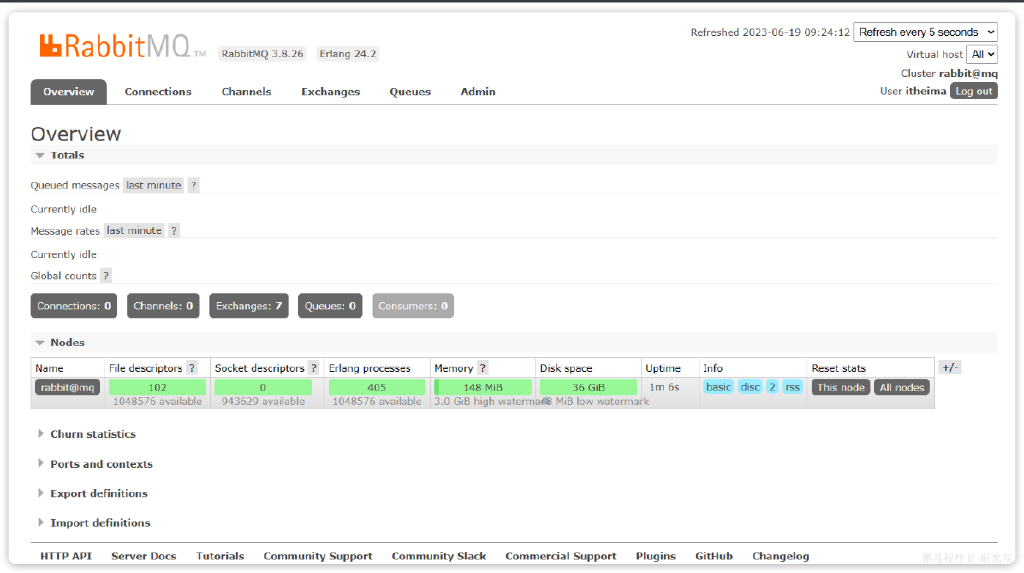 Refreshed 2023-06-19 09:24:12 Refresh every 5 seconds
RabbitMQ TM RabbitMQ 3.8.26 Erlang 24.2
Virtual host All
Cluster rabbit@mq
User itheima Log out
Overview Connections Channels Exchanges Queues Admin
Overview
Totals
Queued messages last minute ?
Currently idle
Message rates last minute ?
Currently idle
Global counts ?
Connections: 0 Channels: 0 Exchanges: 7 Queues: 0 Consumers: 0
Nodes
Name File descriptors ? Socket descriptors ? Erlang processes Memory ? Disk space Uptime Info Reset stats +/-
rabbit@mq 102 0 405 148 MiB 36 GiB 1m 6s basic disc 2 rss This node All nodes
1048576 available 943629 available 1048576 available 3.0 GiB high watermark 48 MiB low watermark
Churn statistics
Ports and contexts
Export definitions
Import definitions
HTTP API Server Docs Tutorials Community Support Community Slack Commercial Support Plugins GitHub Changelog
黑马程序员-研究院